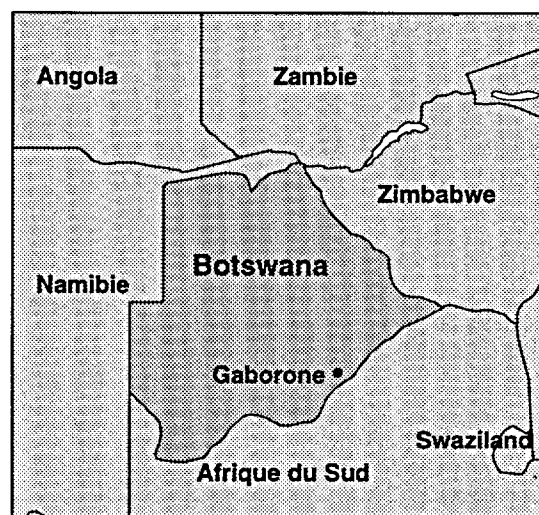 Angola
Zambie
Zimbabwe
Botswana
Namibie
Gaborone
Swaziland
Afrique du Sud